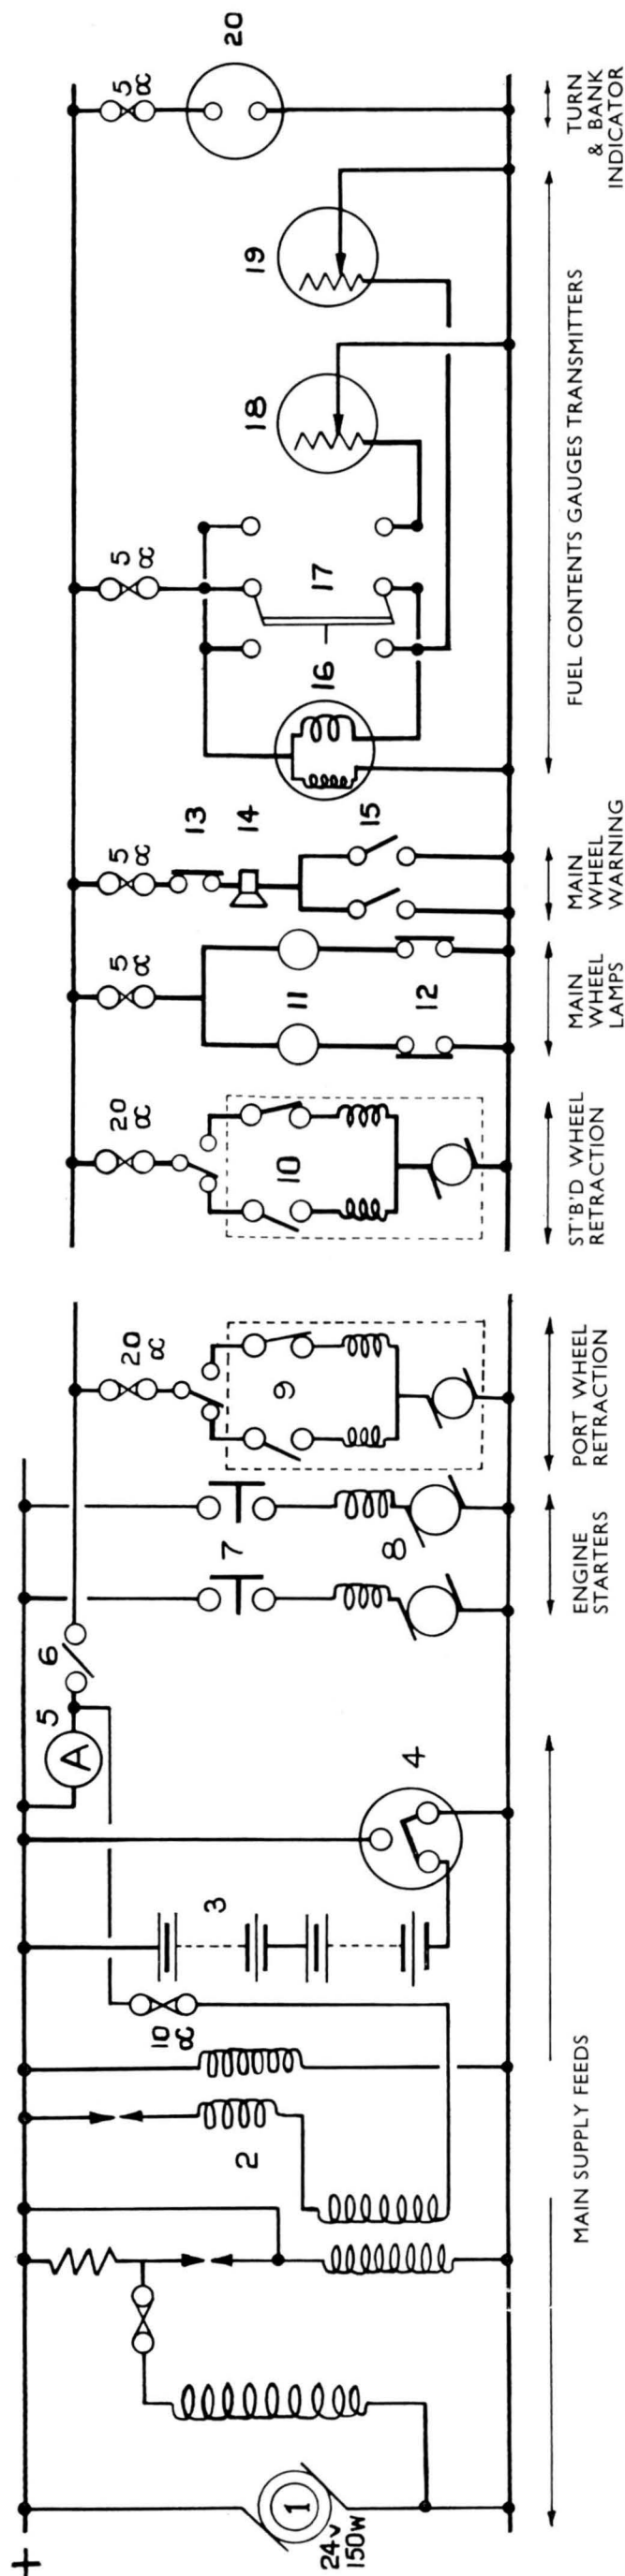 +
1
24V
150W
2
10
α
3
4
A
5
6
7
8
20
α
9
20
α
10
5
α
11
12
5
α
13
14
15
16
5
α
17
18
19
5
α
20
MAIN SUPPLY FEEDS
ENGINE
STARTERS
PORT WHEEL
RETRACTION
ST'B'D WHEEL
RETRACTION
MAIN
WHEEL
LAMPS
MAIN
WHEEL
WARNING
FUEL CONTENTS GAUGES TRANSMITTERS
TURN
& BANK
INDICATOR